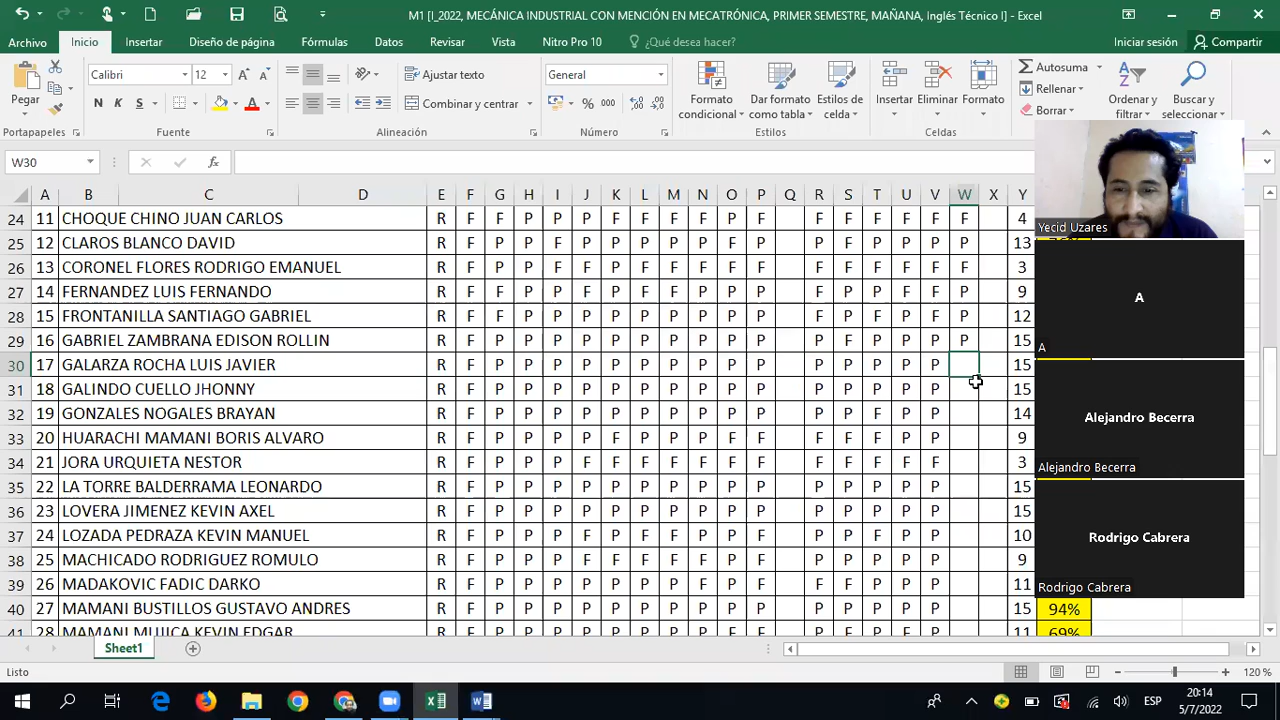 M1 [I_2022, MECÁNICA INDUSTRIAL CON MENCIÓN EN MECATRÓNICA, PRIMER SEMESTRE, MAÑANA, Inglés Técnico I] - Excel
Archivo Inicio Insertar Diseño de página Fórmulas Datos Revisar Vista Nitro Pro 10 ¿Qué desea hacer? Iniciar sesión Compartir
Pegar Calibri 12 Ajustar texto General Formato condicional Dar formato como tabla Estilos de celda Insertar Eliminar Formato Autosuma Ordenar y filtrar Buscar y seleccionar
N K S Combinar y centrar % 000 Rellenar
Borrar
Portapapeles Fuente Alineación Número Estilos Celdas
W30 fx
A B C D E F G H I J K L M N O P Q R S T U V W X Y
24 11 CHOQUE CHINO JUAN CARLOS R F F P P P F F F P F F F F F F F 4
25 12 CLAROS BLANCO DAVID R F P P F P P P P F P P F P P P P 13
26 13 CORONEL FLORES RODRIGO EMANUEL R F P P F F P F F F F F F P F F F 3
27 14 FERNANDEZ LUIS FERNANDO R F P P P F P F P P F F P F P F P 9
28 15 FRONTANILLA SANTIAGO GABRIEL R F P P P F P P P P P P F P P F P 12
29 16 GABRIEL ZAMBRANA EDISON ROLLIN R F P P P P P P P P P P P F P P P 15
30 17 GALARZA ROCHA LUIS JAVIER R F P P P P P P P P P P P P P P 15
31 18 GALINDO CUELLO JHONNY R F P P P P P P P P P P P P P P 15
32 19 GONZALES NOGALES BRAYAN R F P P P P P P P P P P P F P P 14
33 20 HUARACHI MAMANI BORIS ALVARO R F P P P P F P P P F F F F P P 9
34 21 JORA URQUIETA NESTOR R F P P P F F F F F F F F F F F 3
35 22 LA TORRE BALDERRAMA LEONARDO R F P P P P P P P P P P P P P P 15
36 23 LOVERA JIMENEZ KEVIN AXEL R F P P P P P P P P P P P P P P 15
37 24 LOZADA PEDRAZA KEVIN MANUEL R F P P P F F P F P P F P P F P 10
38 25 MACHICADO RODRIGUEZ ROMULO R F P P P F F F F P F P P F P P 9
39 26 MADAKOVIC FADIC DARKO R F P P P P P P P F P F F F P P 11
40 27 MAMANI BUSTILLOS GUSTAVO ANDRES R F P P P P P P P P P P P P P P 15 94%
41 28 MAMANI MUJICA KEVIN EDGAR 11 69%
Yecid Uzares
A
A
Alejandro Becerra
Alejandro Becerra
Rodrigo Cabrera
Rodrigo Cabrera
Sheet1
Listo 120 %
ESP 20:14
5/7/2022